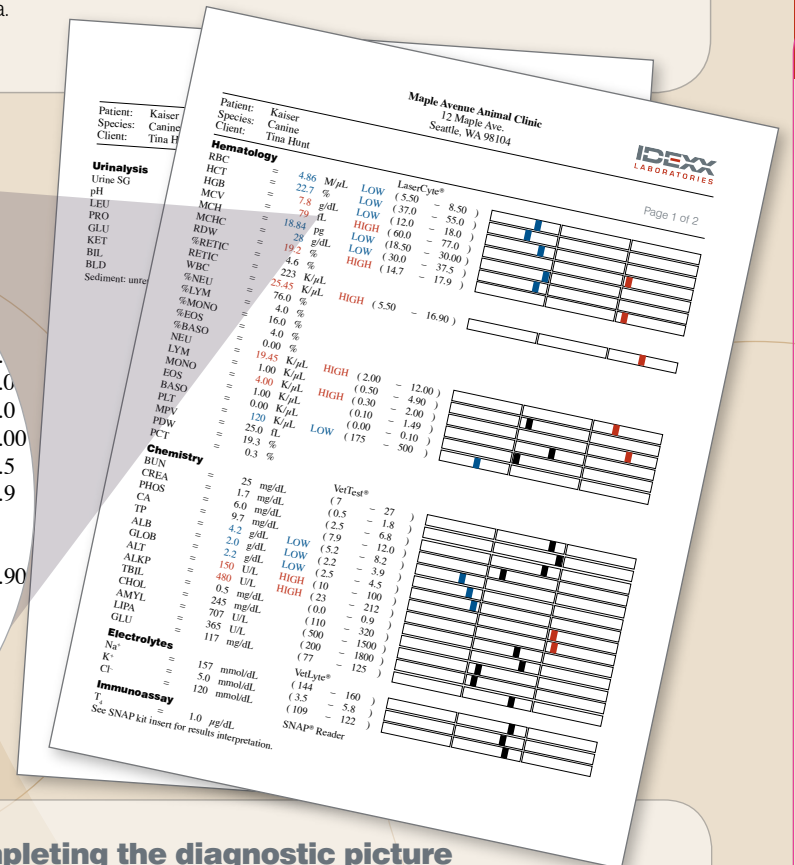 a.
Patient: Kaiser
Species: Canine
Client: Tina H
Urinalysis
Urine SG
pH
LEU
PRO
GLU
KET
BIL
BLD
Sediment: unre
.0
.0
.00
.5
.9
.90
Maple Avenue Animal Clinic
12 Maple Ave.
Seattle, WA 98104
IDEXX
LABORATORIES
Page 1 of 2
Patient: Kaiser
Species: Canine
Client: Tina Hunt
Hematology LaserCyte®
RBC = 4.86 M/µL LOW (5.50 – 8.50)
HCT = 22.7 % LOW (37.0 – 55.0)
HGB = 7.8 g/dL LOW (12.0 – 18.0)
MCV = 79 fL HIGH (60.0 – 77.0)
MCH = 18.84 pg LOW (18.50 – 30.00)
MCHC = 28 g/dL LOW (30.0 – 37.5)
RDW = 19.2 % HIGH (14.7 – 17.9)
%RETIC = 4.6 %
RETIC = 223 K/µL
WBC = 25.45 K/µL HIGH (5.50 – 16.90)
%NEU = 76.0 %
%LYM = 4.0 %
%MONO = 16.0 %
%EOS = 4.0 %
%BASO = 0.00 %
NEU = 19.45 K/µL HIGH (2.00 – 12.00)
LYM = 1.00 K/µL (0.50 – 4.90)
MONO = 4.00 K/µL HIGH (0.30 – 2.00)
EOS = 1.00 K/µL (0.10 – 1.49)
BASO = 0.00 K/µL (0.00 – 0.10)
PLT = 120 K/µL LOW (175 – 500)
MPV = 25.0 fL
PDW = 19.3 %
PCT = 0.3 %
Chemistry VetTest®
BUN = 25 mg/dL (7 – 27)
CREA = 1.7 mg/dL (0.5 – 1.8)
PHOS = 6.0 mg/dL (2.5 – 6.8)
CA = 9.7 mg/dL (7.9 – 12.0)
TP = 4.2 g/dL LOW (5.2 – 8.2)
ALB = 2.0 g/dL LOW (2.2 – 3.9)
GLOB = 2.2 g/dL LOW (2.5 – 4.5)
ALT = 150 U/L HIGH (10 – 100)
ALKP = 480 U/L HIGH (23 – 212)
TBIL = 0.5 mg/dL (0.0 – 0.9)
CHOL = 245 mg/dL (110 – 320)
AMYL = 707 U/L (500 – 1500)
LIPA = 365 U/L (200 – 1800)
GLU = 117 mg/dL (77 – 125)
Electrolytes VetLyte®
Na⁺ = 157 mmol/dL (144 – 160)
K⁺ = 5.0 mmol/dL (3.5 – 5.8)
Cl⁻ = 120 mmol/dL (109 – 122)
Immunoassay SNAP® Reader
T₄ = 1.0 µg/dL
See SNAP kit insert for results interpretation.
pleting the diagnostic picture